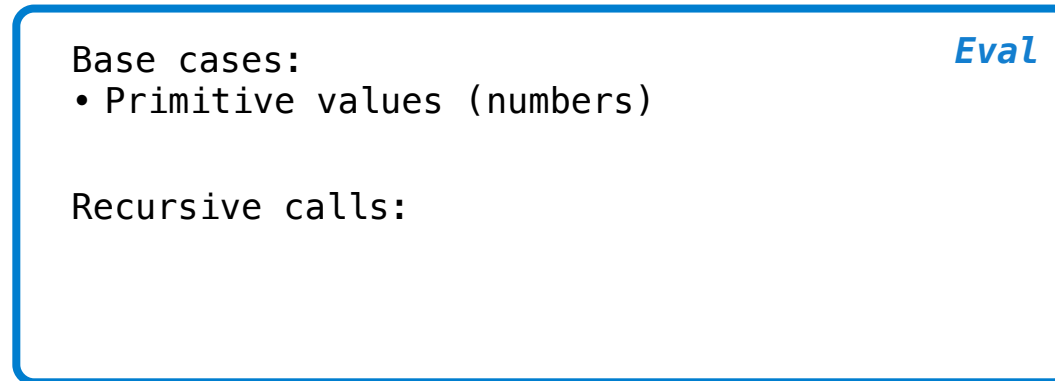 Eval
Base cases:
• Primitive values (numbers)
Recursive calls: